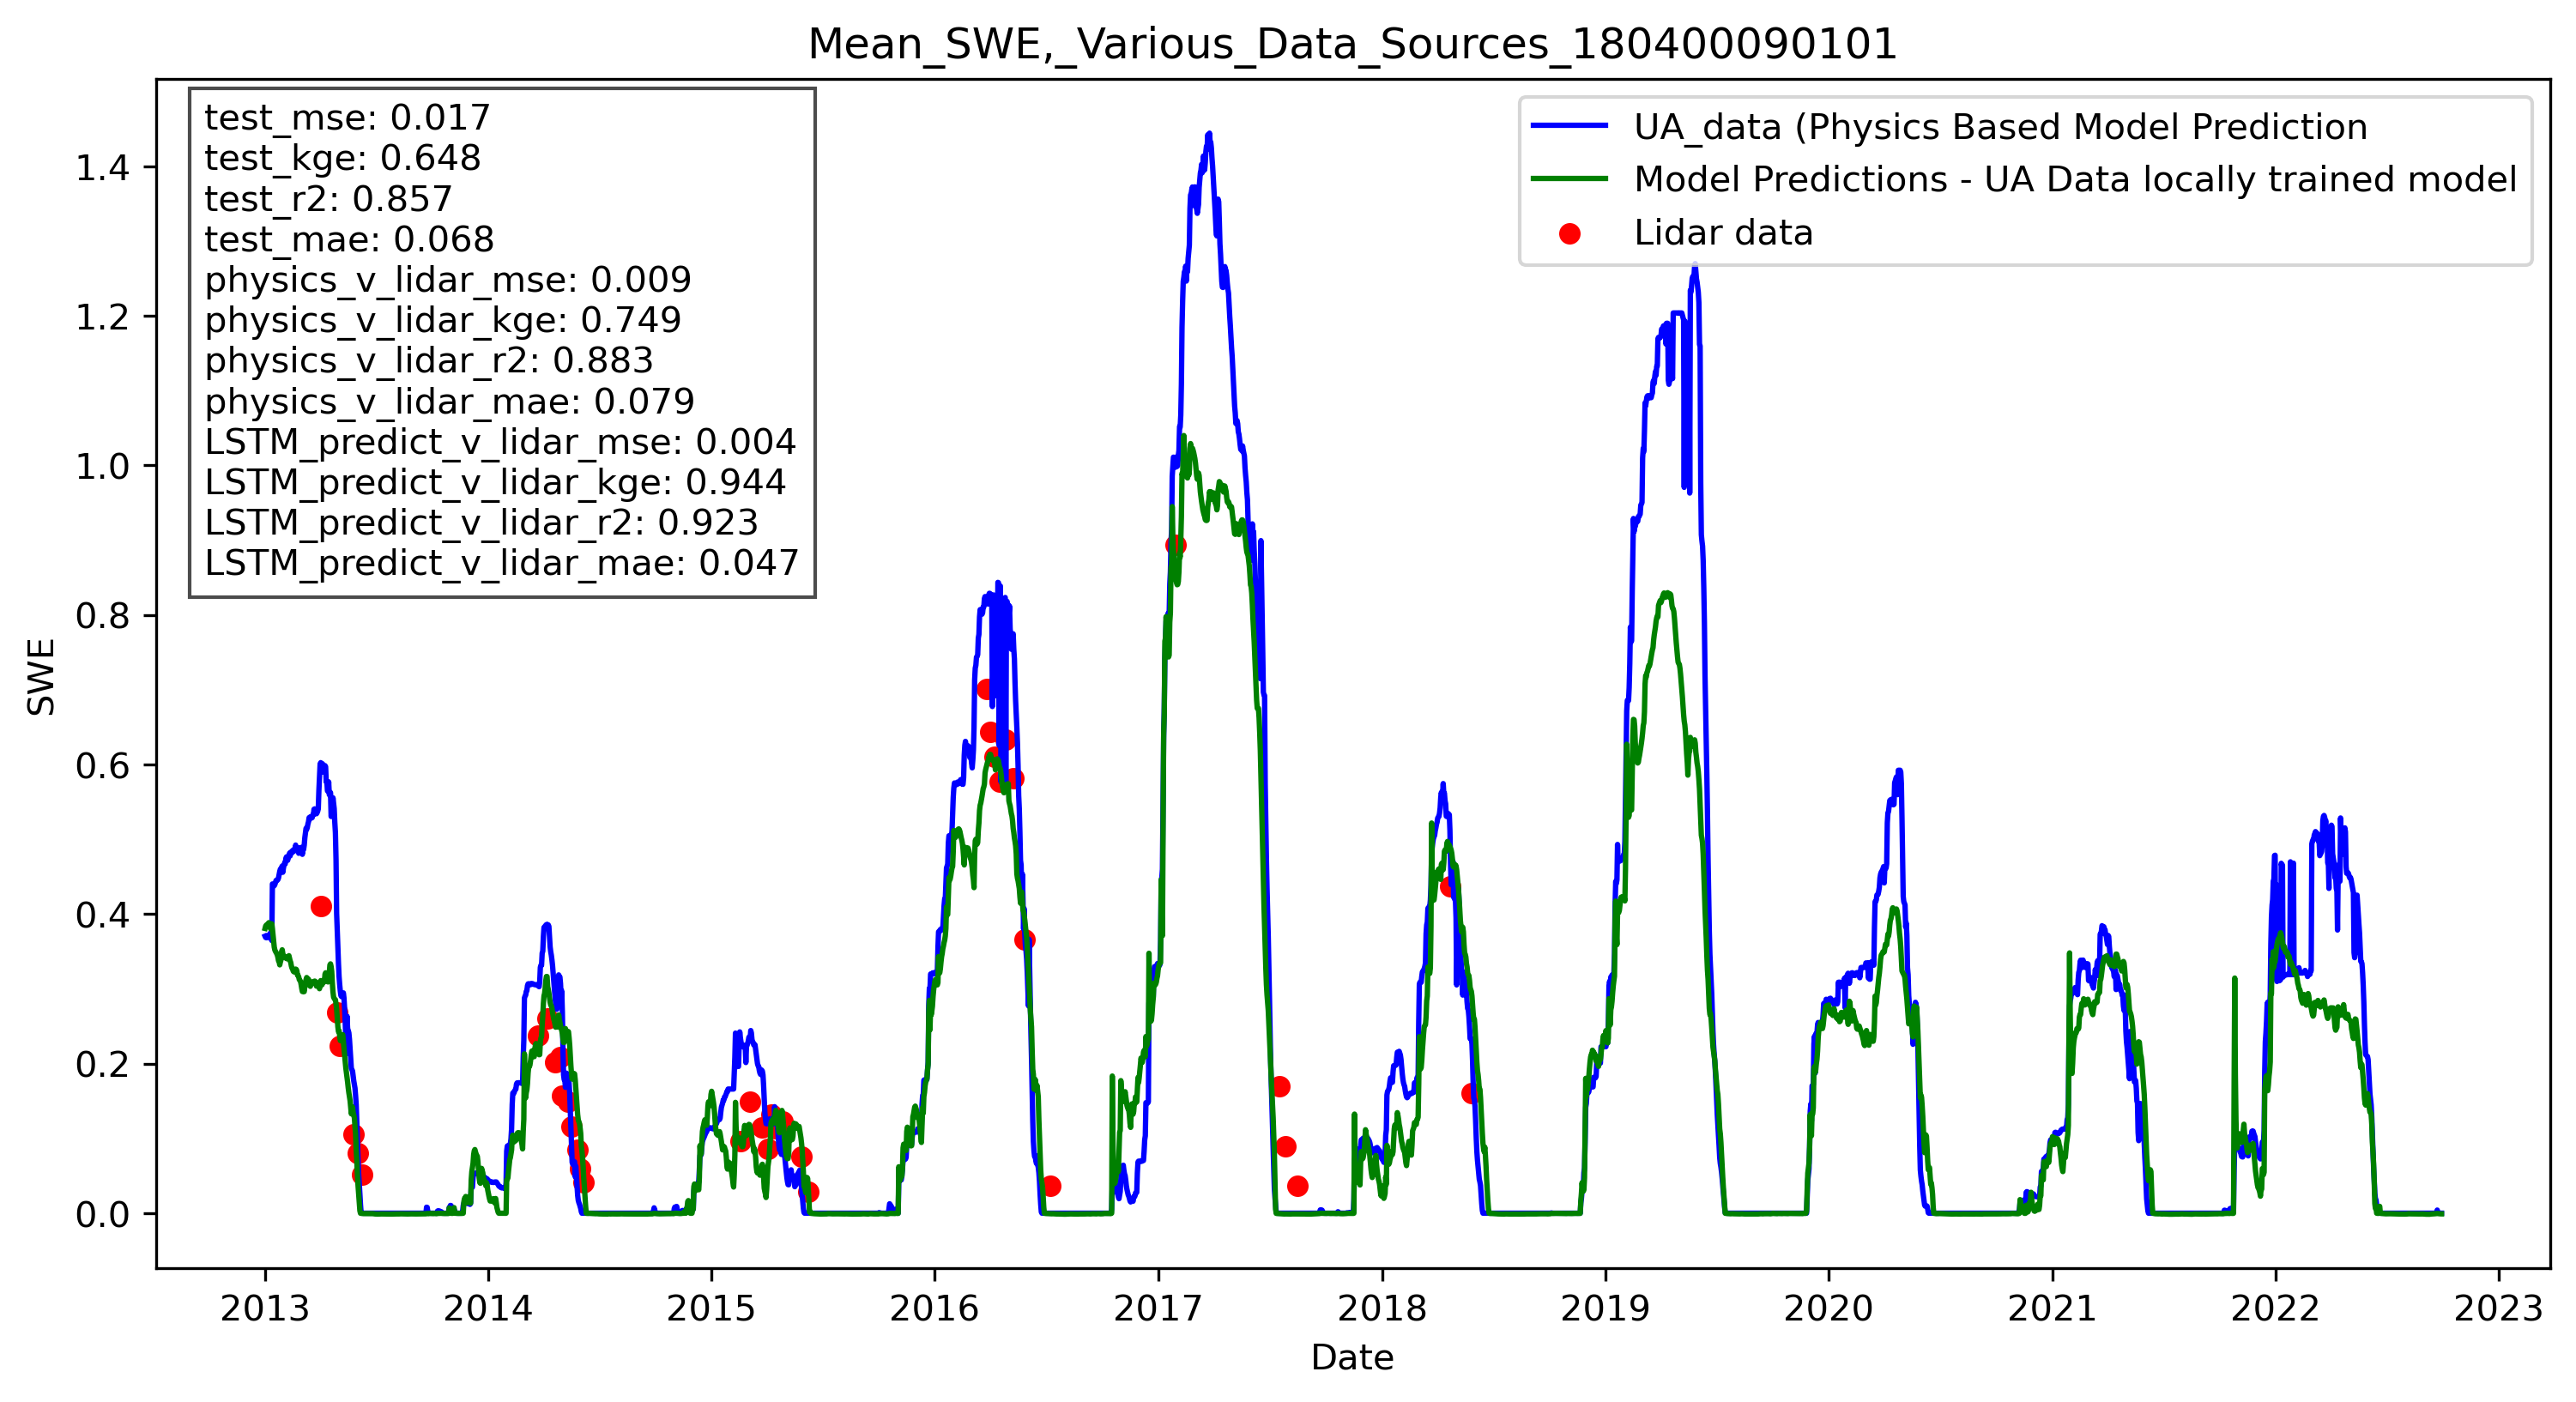 Mean_SWE,_Various_Data_Sources_180400090101
test_mse: 0.017
test_kge: 0.648
test_r2: 0.857
test_mae: 0.068
physics_v_lidar_mse: 0.009
physics_v_lidar_kge: 0.749
physics_v_lidar_r2: 0.883
physics_v_lidar_mae: 0.079
LSTM_predict_v_lidar_mse: 0.004
LSTM_predict_v_lidar_kge: 0.944
LSTM_predict_v_lidar_r2: 0.923
LSTM_predict_v_lidar_mae: 0.047
UA_data (Physics Based Model Prediction
Model Predictions - UA Data locally trained model
Lidar data
1.4
1.2
1.0
0.8
0.6
0.4
0.2
0.0
SWE
2013 2014 2015 2016 2017 2018 2019 2020 2021 2022 2023
Date